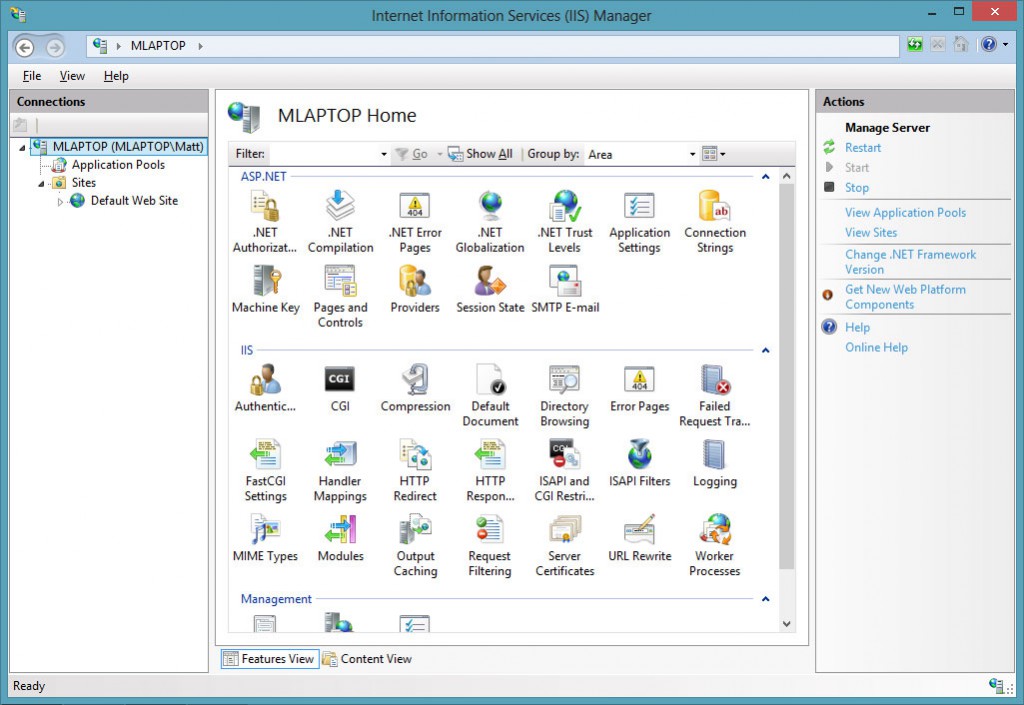 Internet Information Services (IIS) Manager
MLAPTOP
File View Help
Connections
MLAPTOP (MLAPTOP\Matt)
Application Pools
Sites
Default Web Site
MLAPTOP Home
Filter: Go Show All Group by: Area
ASP.NET
.NET Authorizat...
.NET Compilation
.NET Error Pages
.NET Globalization
.NET Trust Levels
Application Settings
Connection Strings
Machine Key
Pages and Controls
Providers
Session State
SMTP E-mail
IIS
Authentic...
CGI
Compression
Default Document
Directory Browsing
Error Pages
Failed Request Tra...
FastCGI Settings
Handler Mappings
HTTP Redirect
HTTP Respon...
ISAPI and CGI Restri...
ISAPI Filters
Logging
MIME Types
Modules
Output Caching
Request Filtering
Server Certificates
URL Rewrite
Worker Processes
Management
Features View
Content View
Actions
Manage Server
Restart
Start
Stop
View Application Pools
View Sites
Change .NET Framework
Version
Get New Web Platform
Components
Help
Online Help
Ready